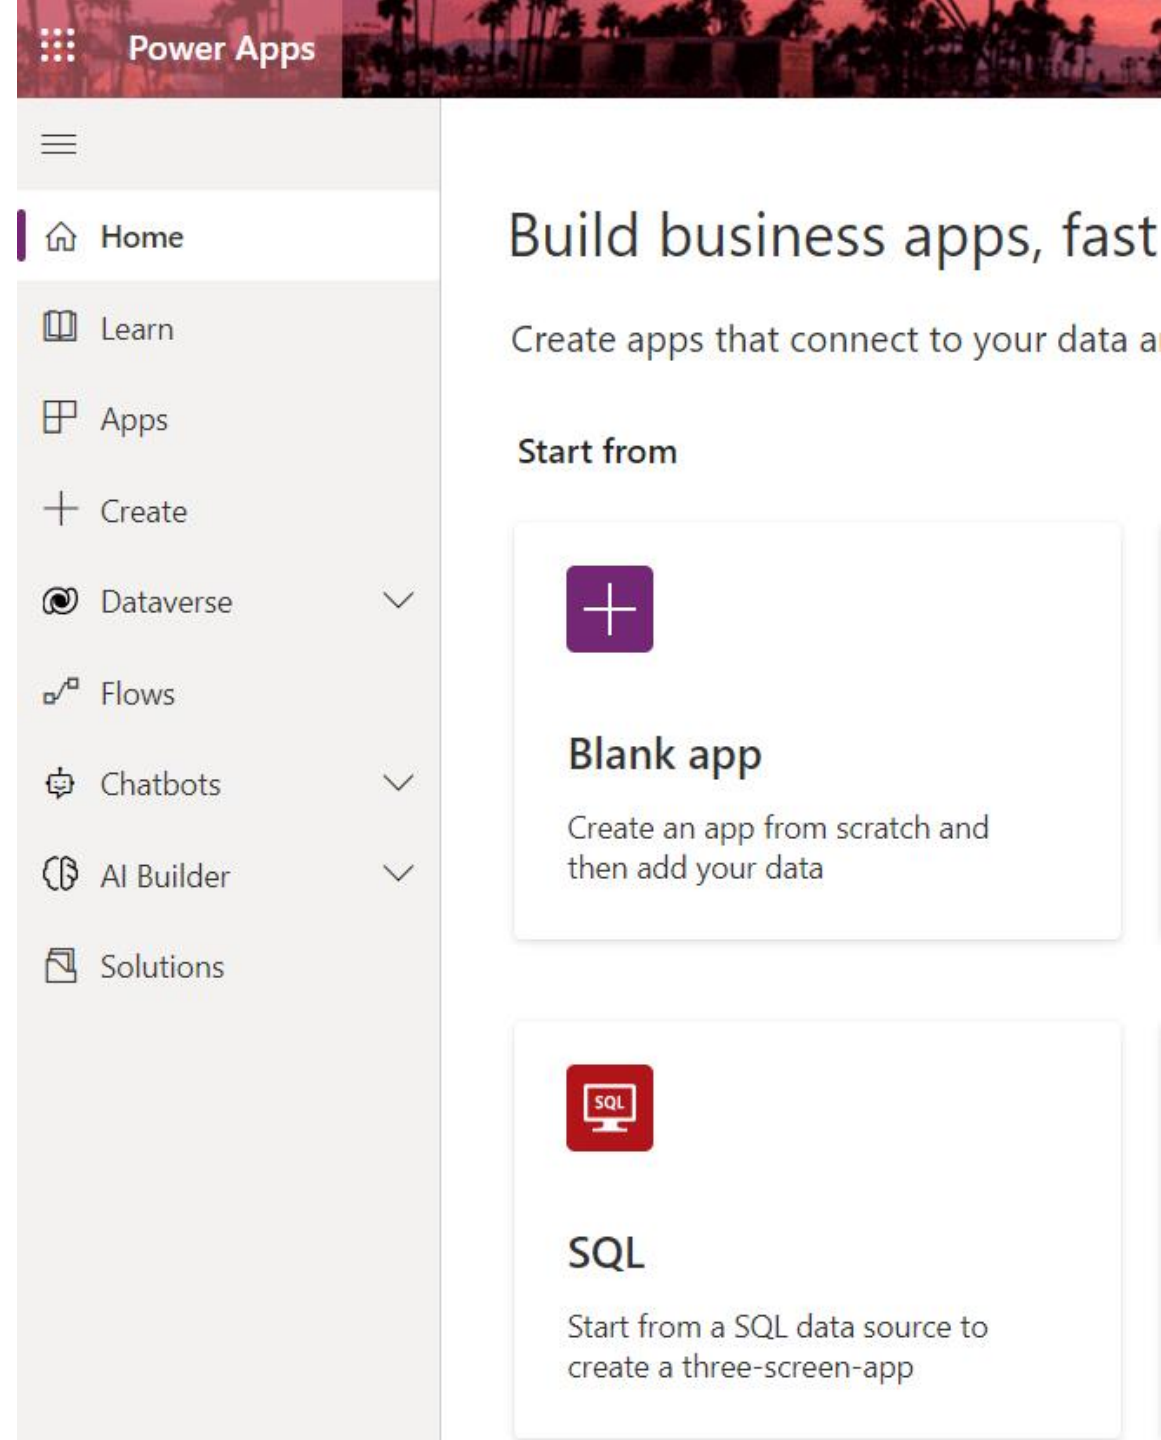 Power Apps
Home
Learn
Apps
Create
Dataverse
Flows
Chatbots
AI Builder
Solutions
Build business apps, fast
Create apps that connect to your data
Start from
Blank app
Create an app from scratch and
then add your data
SQL
SQL
Start from a SQL data source to
create a three-screen-app